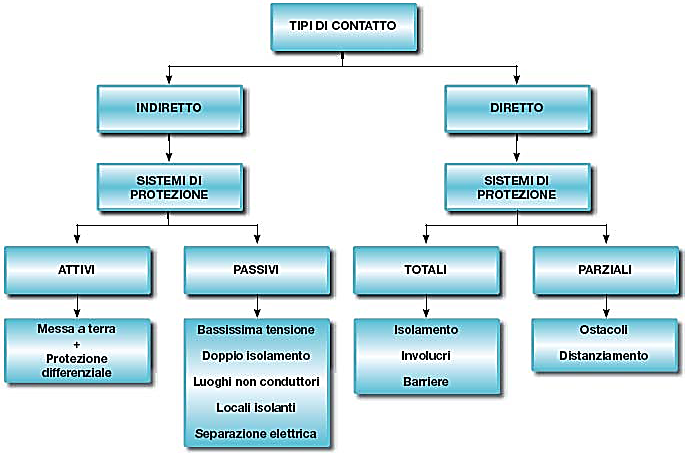 TIPI DI CONTATTO
INDIRETTO
DIRETTO
SISTEMI DI
PROTEZIONE
SISTEMI DI
PROTEZIONE
ATTIVI
PASSIVI
TOTALI
PARZIALI
Messa a terra
+
Protezione
differenziale
Bassissima tensione
Doppio isolamento
Luoghi non conduttori
Locali isolanti
Separazione elettrica
Isolamento
Involucri
Barriere
Ostacoli
Distanziamento